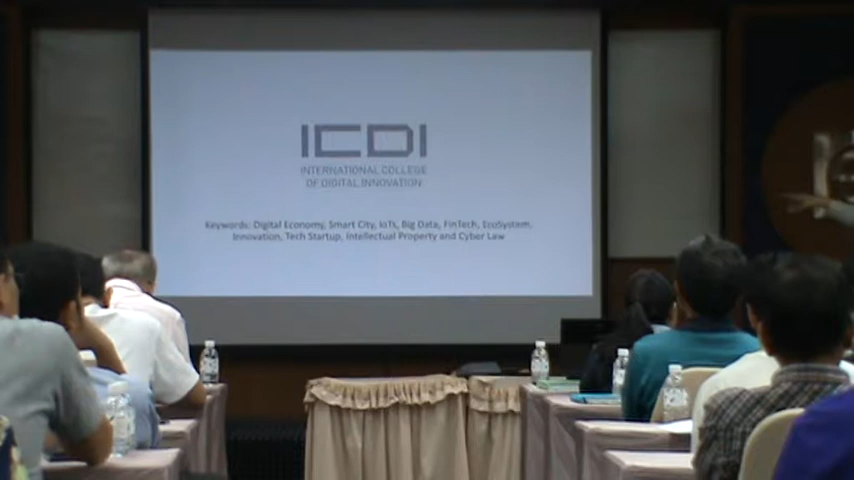 ICDI
INTERNATIONAL COLLEGE
OF DIGITAL INNOVATION
Keywords: Digital Economy, Smart City, IoTs, Big Data, FinTech, EcoSystem,
Innovation, Tech Startup, Intellectual Property and Cyber Law